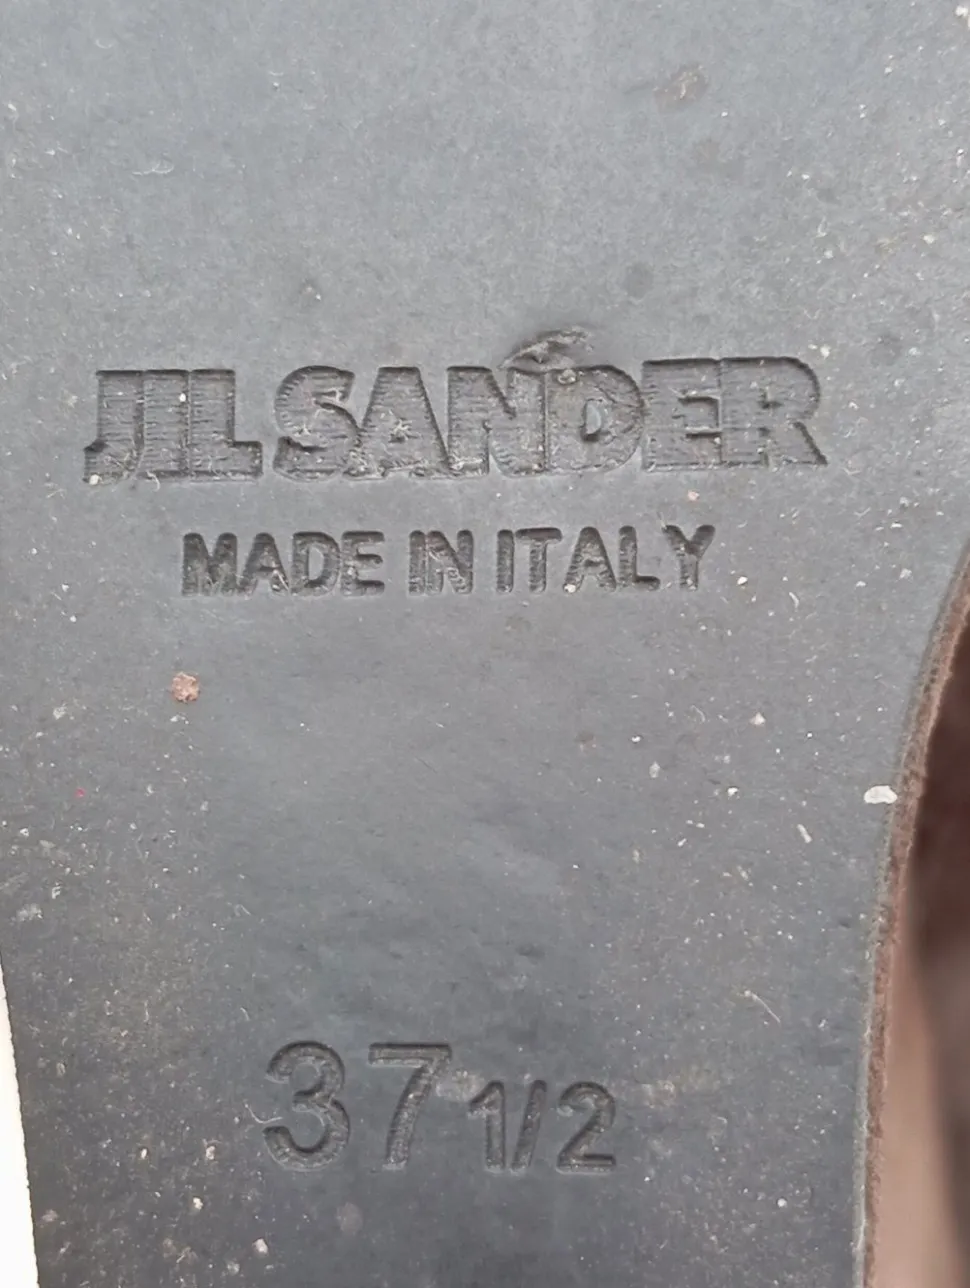 JIL SANDER
MADE IN ITALY
37 1/2